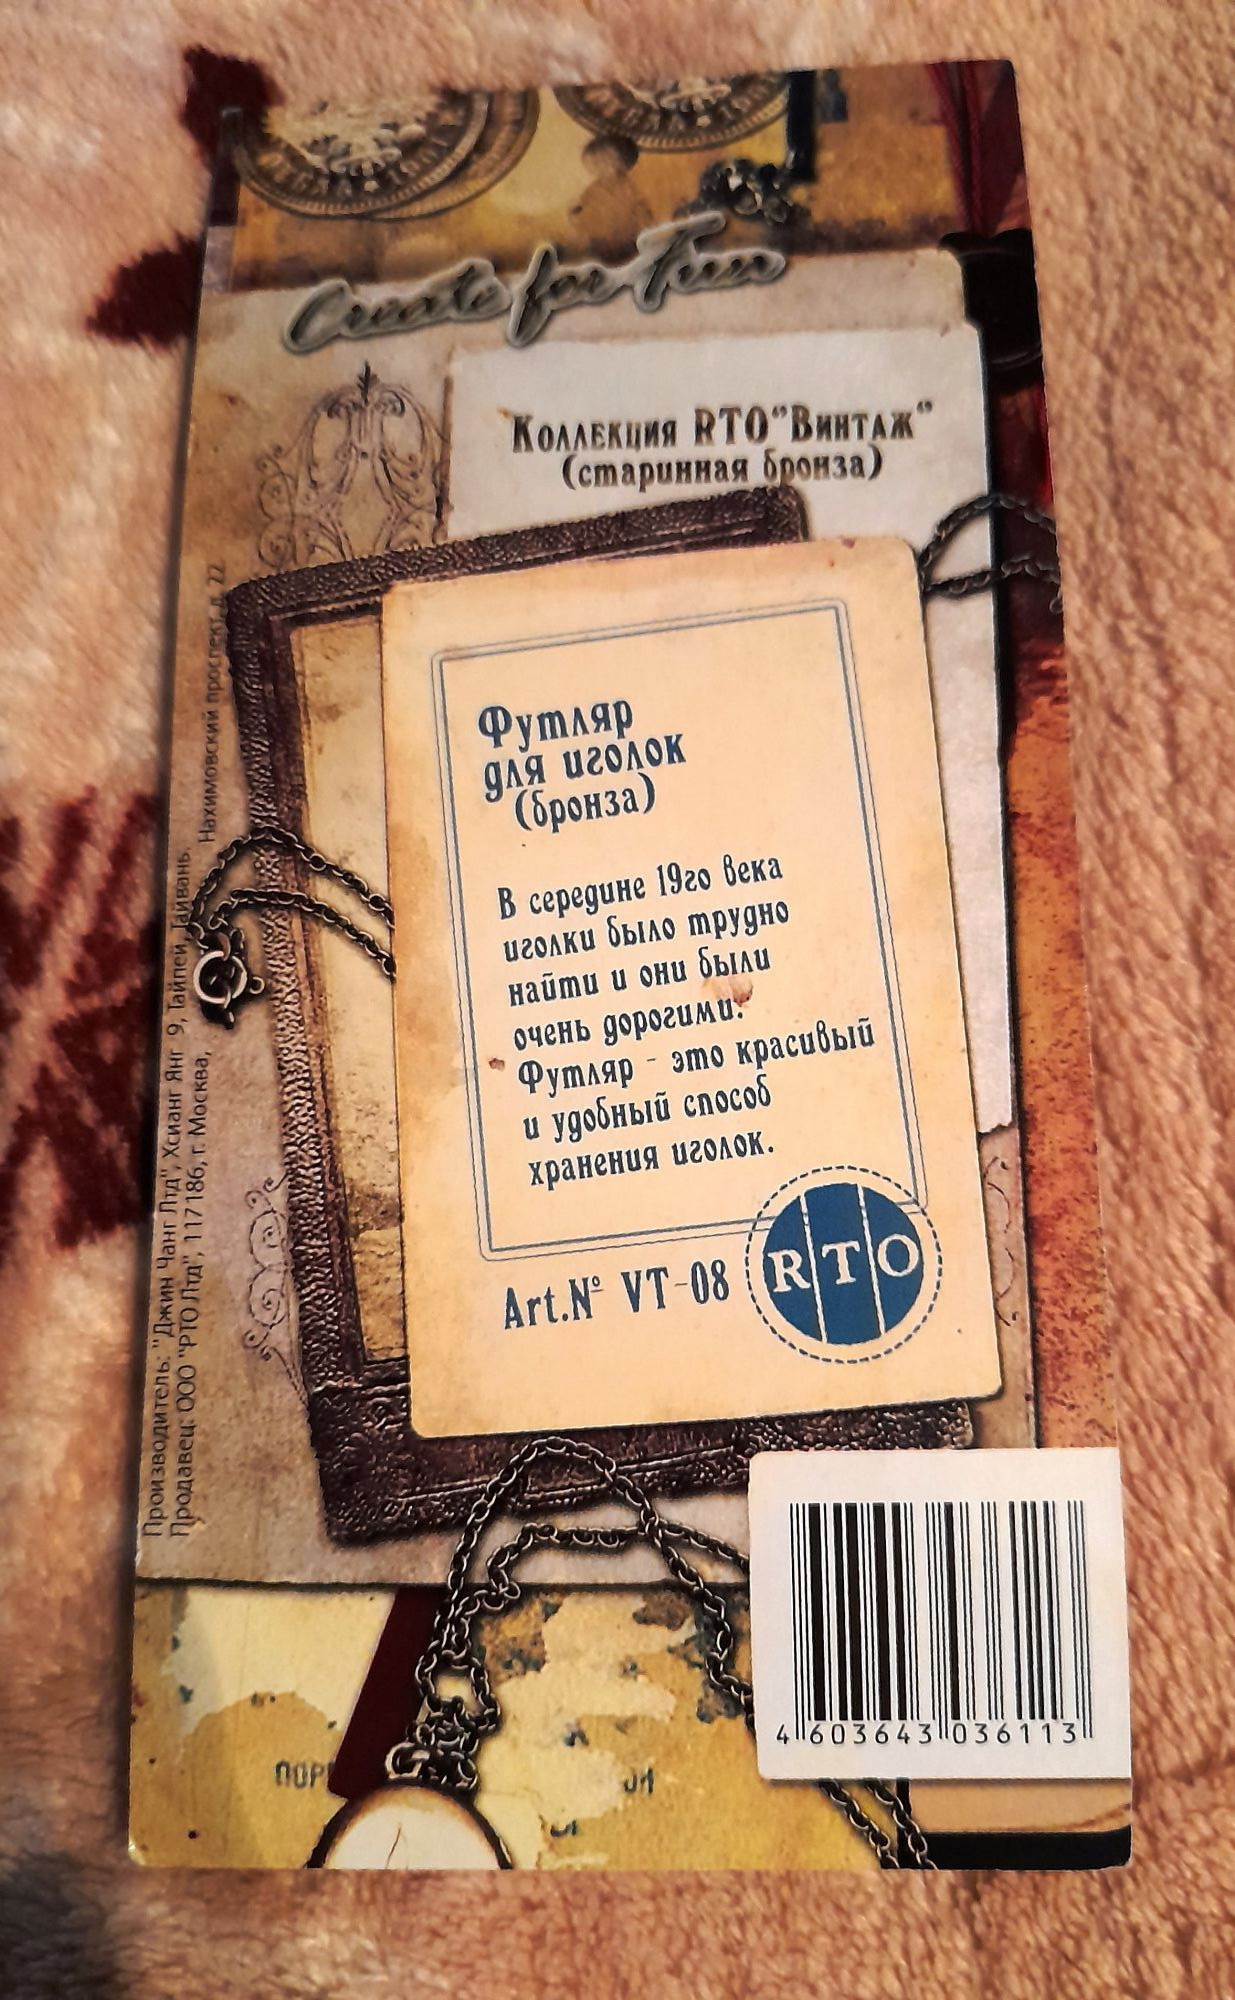 Create for Fun
Коллекция RTO "Винтаж"
(старинная бронза)
Футляр
для иголок
(бронза)
В середине 19го века
иголки было трудно
найти и они были
очень дорогими.
Футляр - это красивый
и удобный способ
хранения иголок.
Art.№ VT-08
RTO
Производитель: "Джин Чанг Лтд", Хсианг Янг 9, Тайпей, Тайвань.
Продавец: ООО "РТО Лтд", 117186, г. Москва, Нахимовский проспект, д. 22
4 603643 036113